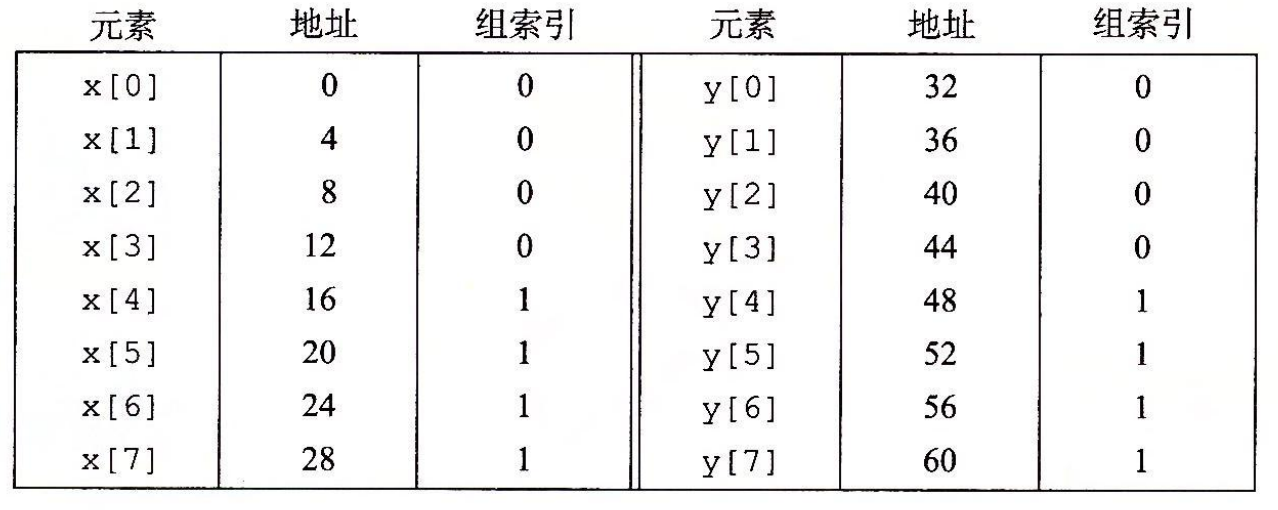 元素 地址 组索引 元素 地址 组索引
x[0] 0 0 y[0] 32 0
x[1] 4 0 y[1] 36 0
x[2] 8 0 y[2] 40 0
x[3] 12 0 y[3] 44 0
x[4] 16 1 y[4] 48 1
x[5] 20 1 y[5] 52 1
x[6] 24 1 y[6] 56 1
x[7] 28 1 y[7] 60 1